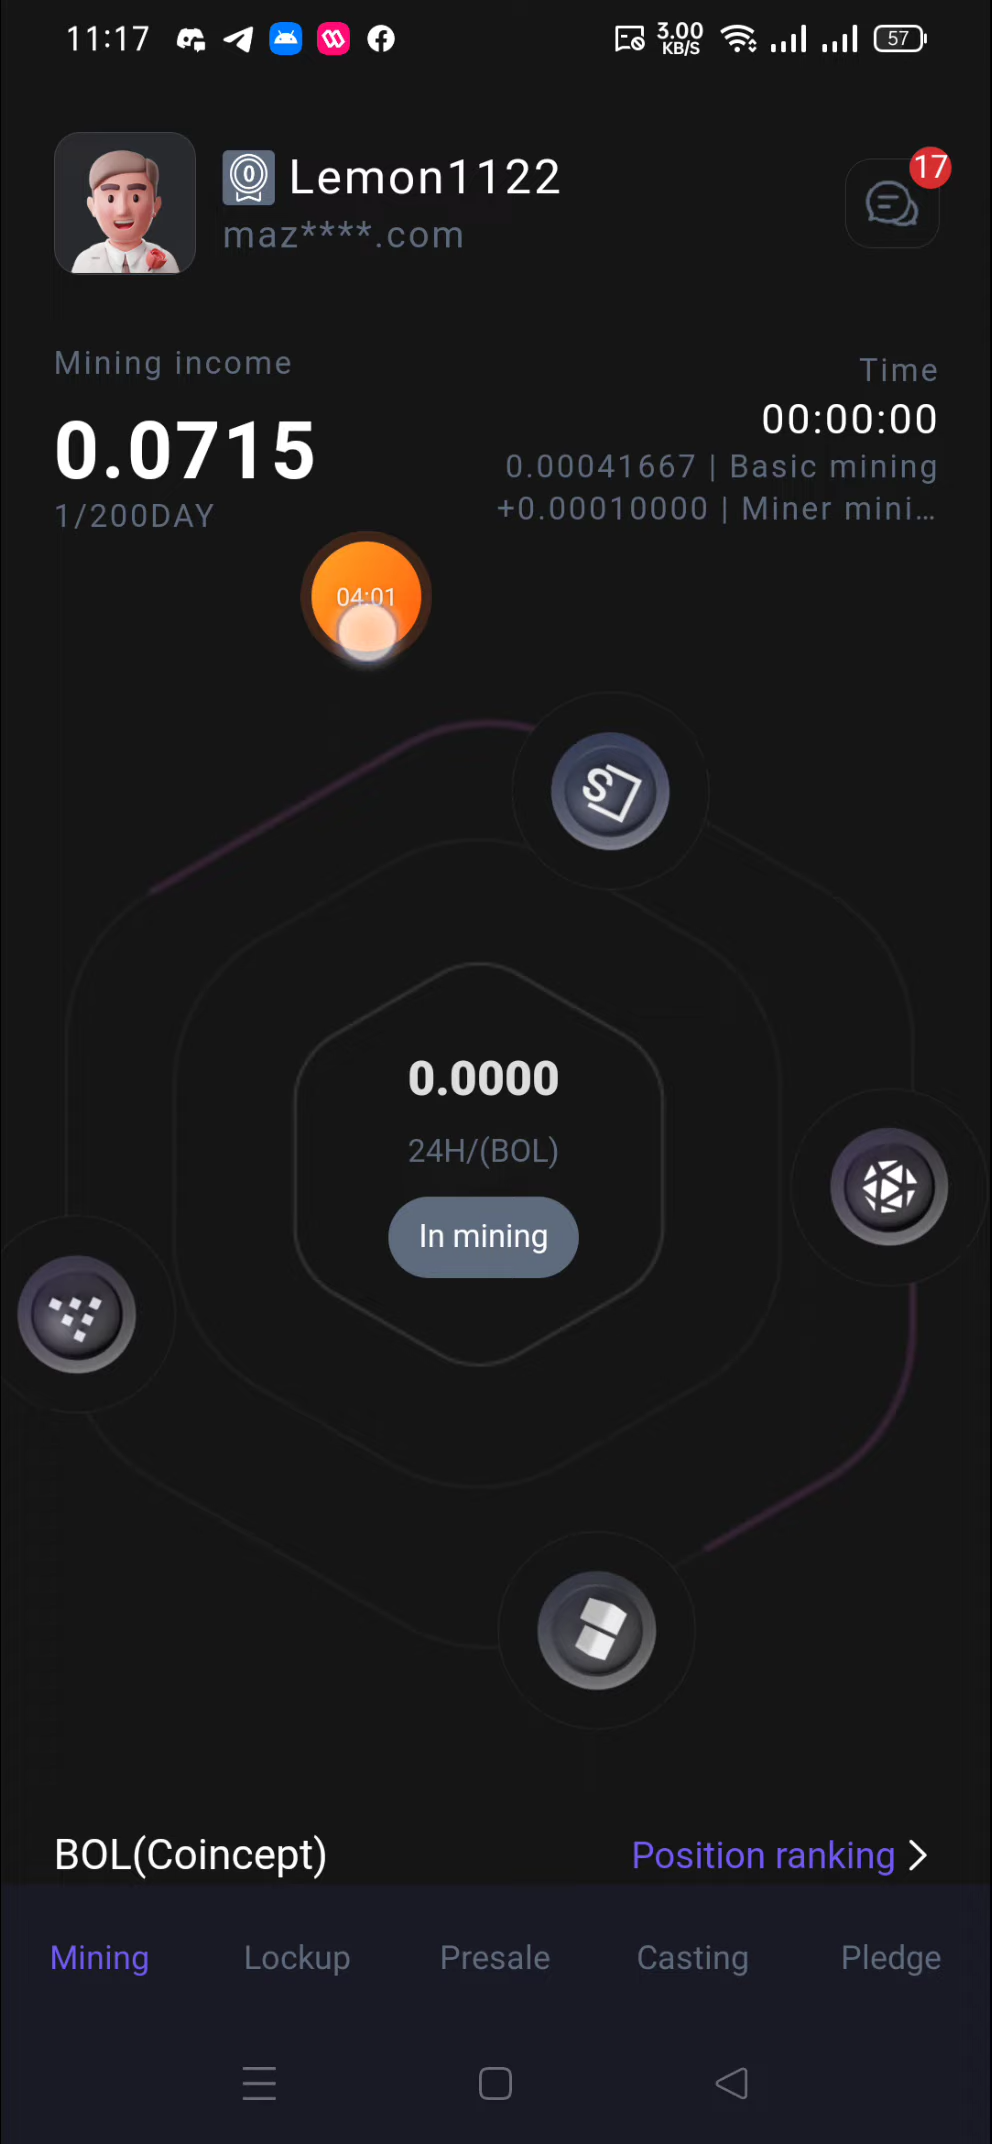 11:17
3.00
KB/S
57
0
Lemon1122
maz****.com
17
Mining income
Time
0.0715
00:00:00
1/200DAY
0.00041667 | Basic mining
+0.00010000 | Miner mini...
04:01
S
0.0000
24H/(BOL)
In mining
BOL(Coincept)
Position ranking
Mining
Lockup
Presale
Casting
Pledge